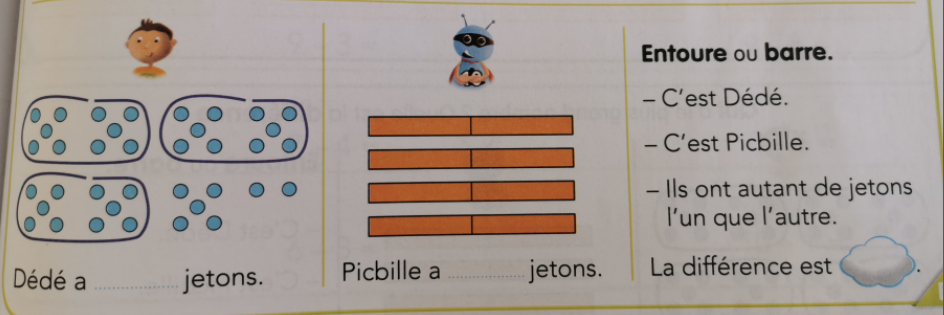 Entoure ou barre.
– C'est Dédé.
– C'est Picbille.
– Ils ont autant de jetons
l'un que l'autre.
La différence est .
Dédé a ............ jetons.
Picbille a ............ jetons.